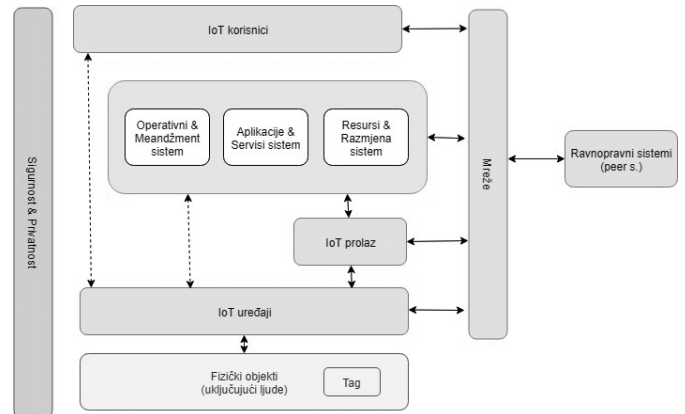 IoT korisnici
Operativni &
Meandžment
sistem
Aplikacije &
Servisi sistem
Resursi &
Razmjena
sistem
Sigurnost & Privatnost
Mreže
Ravnopravni sistemi
(peer s.)
IoT prolaz
IoT uređaji
Fizički objekti
(uključujući ljude)
Tag